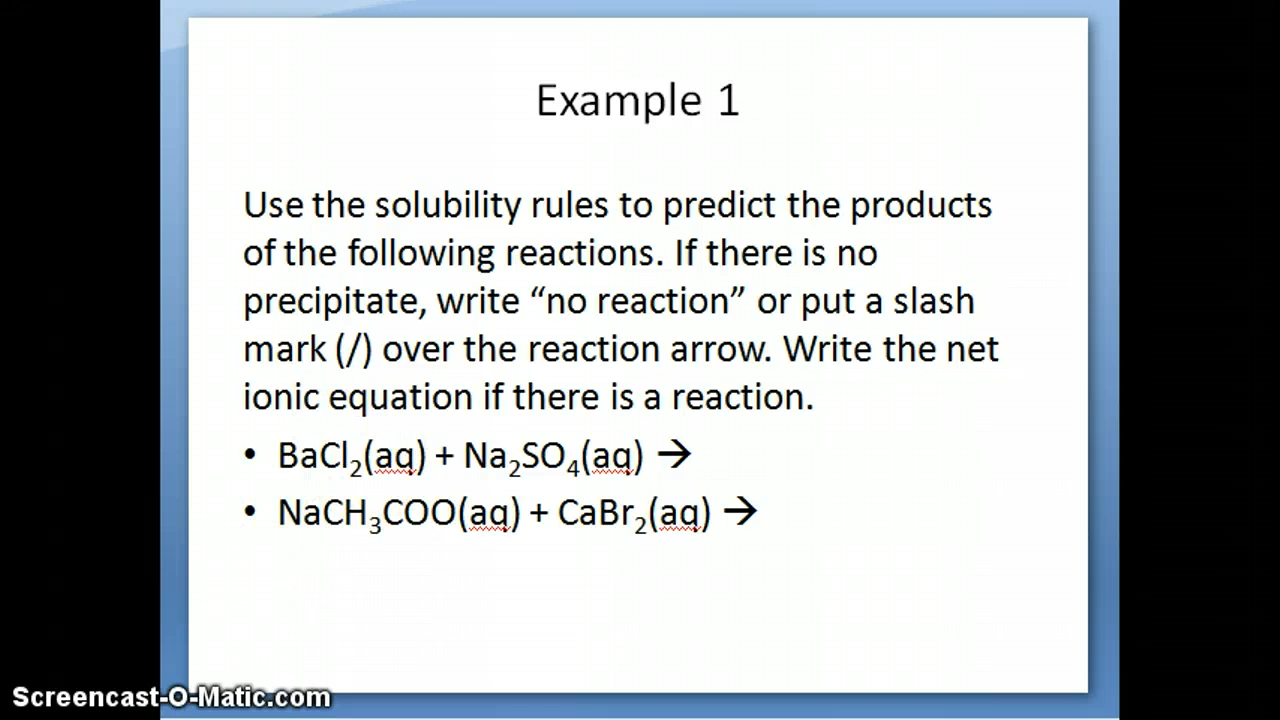 Example 1
Use the solubility rules to predict the products
of the following reactions. If there is no
precipitate, write “no reaction” or put a slash
mark (/) over the reaction arrow. Write the net
ionic equation if there is a reaction.
• BaCl₂(aq) + Na₂SO₄(aq) →
• NaCH₃COO(aq) + CaBr₂(aq) →
Screencast-O-Matic.com